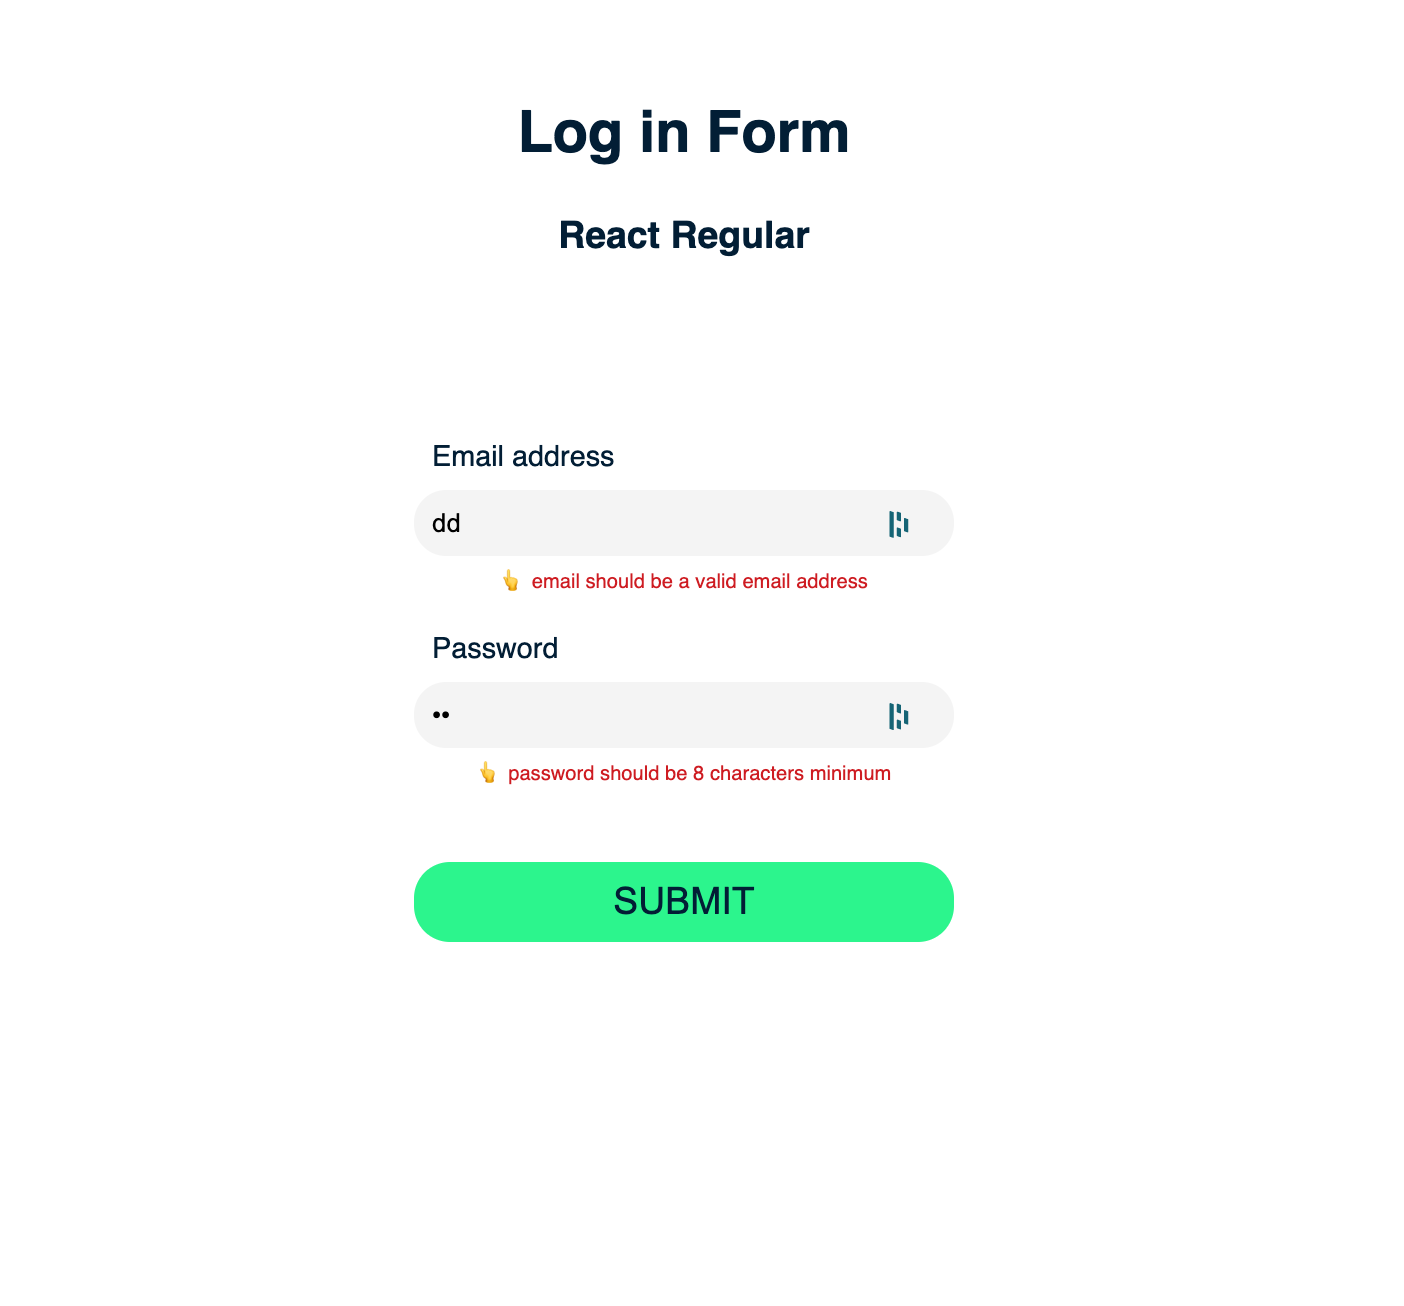 Log in Form
React Regular
Email address
dd
👆 email should be a valid email address
Password
••
👆 password should be 8 characters minimum
SUBMIT